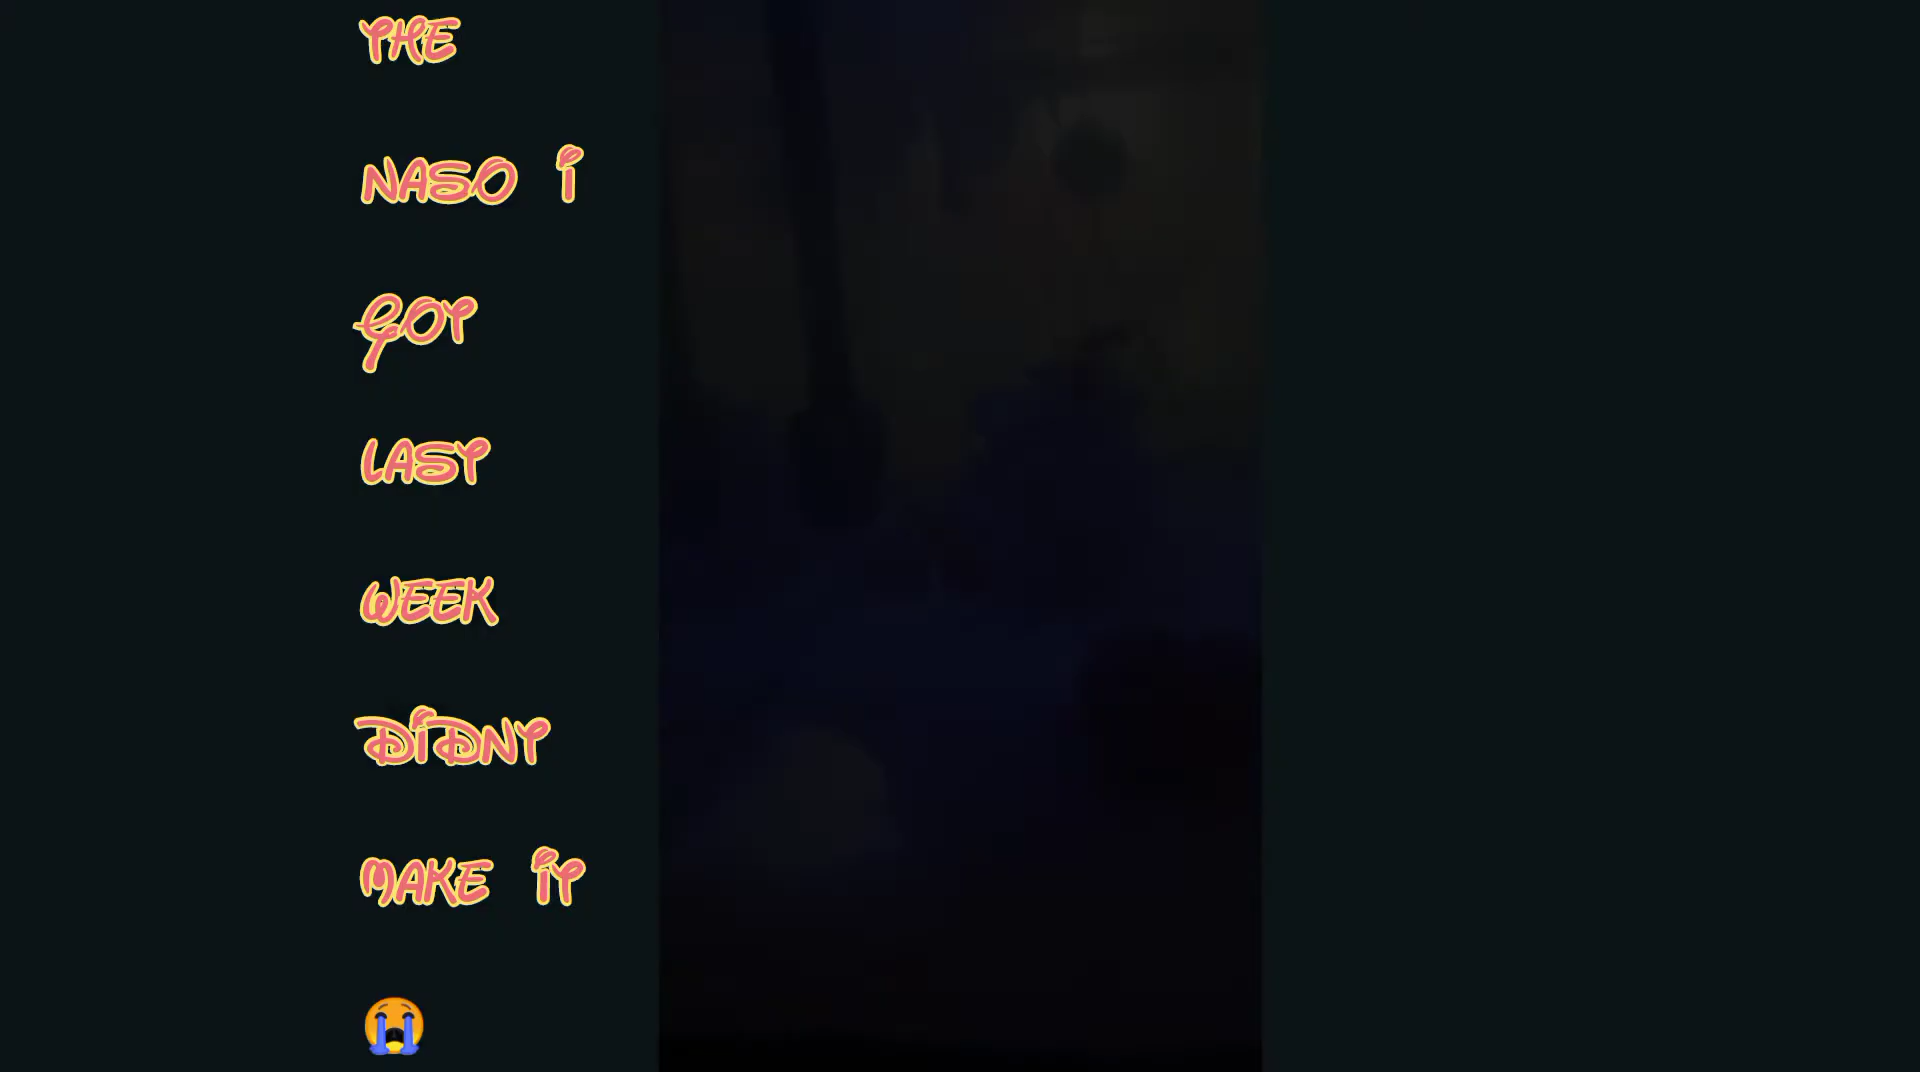 THE
NASO i
GOT
LAST
WEEK
DiDNT
MAKE iT
😭